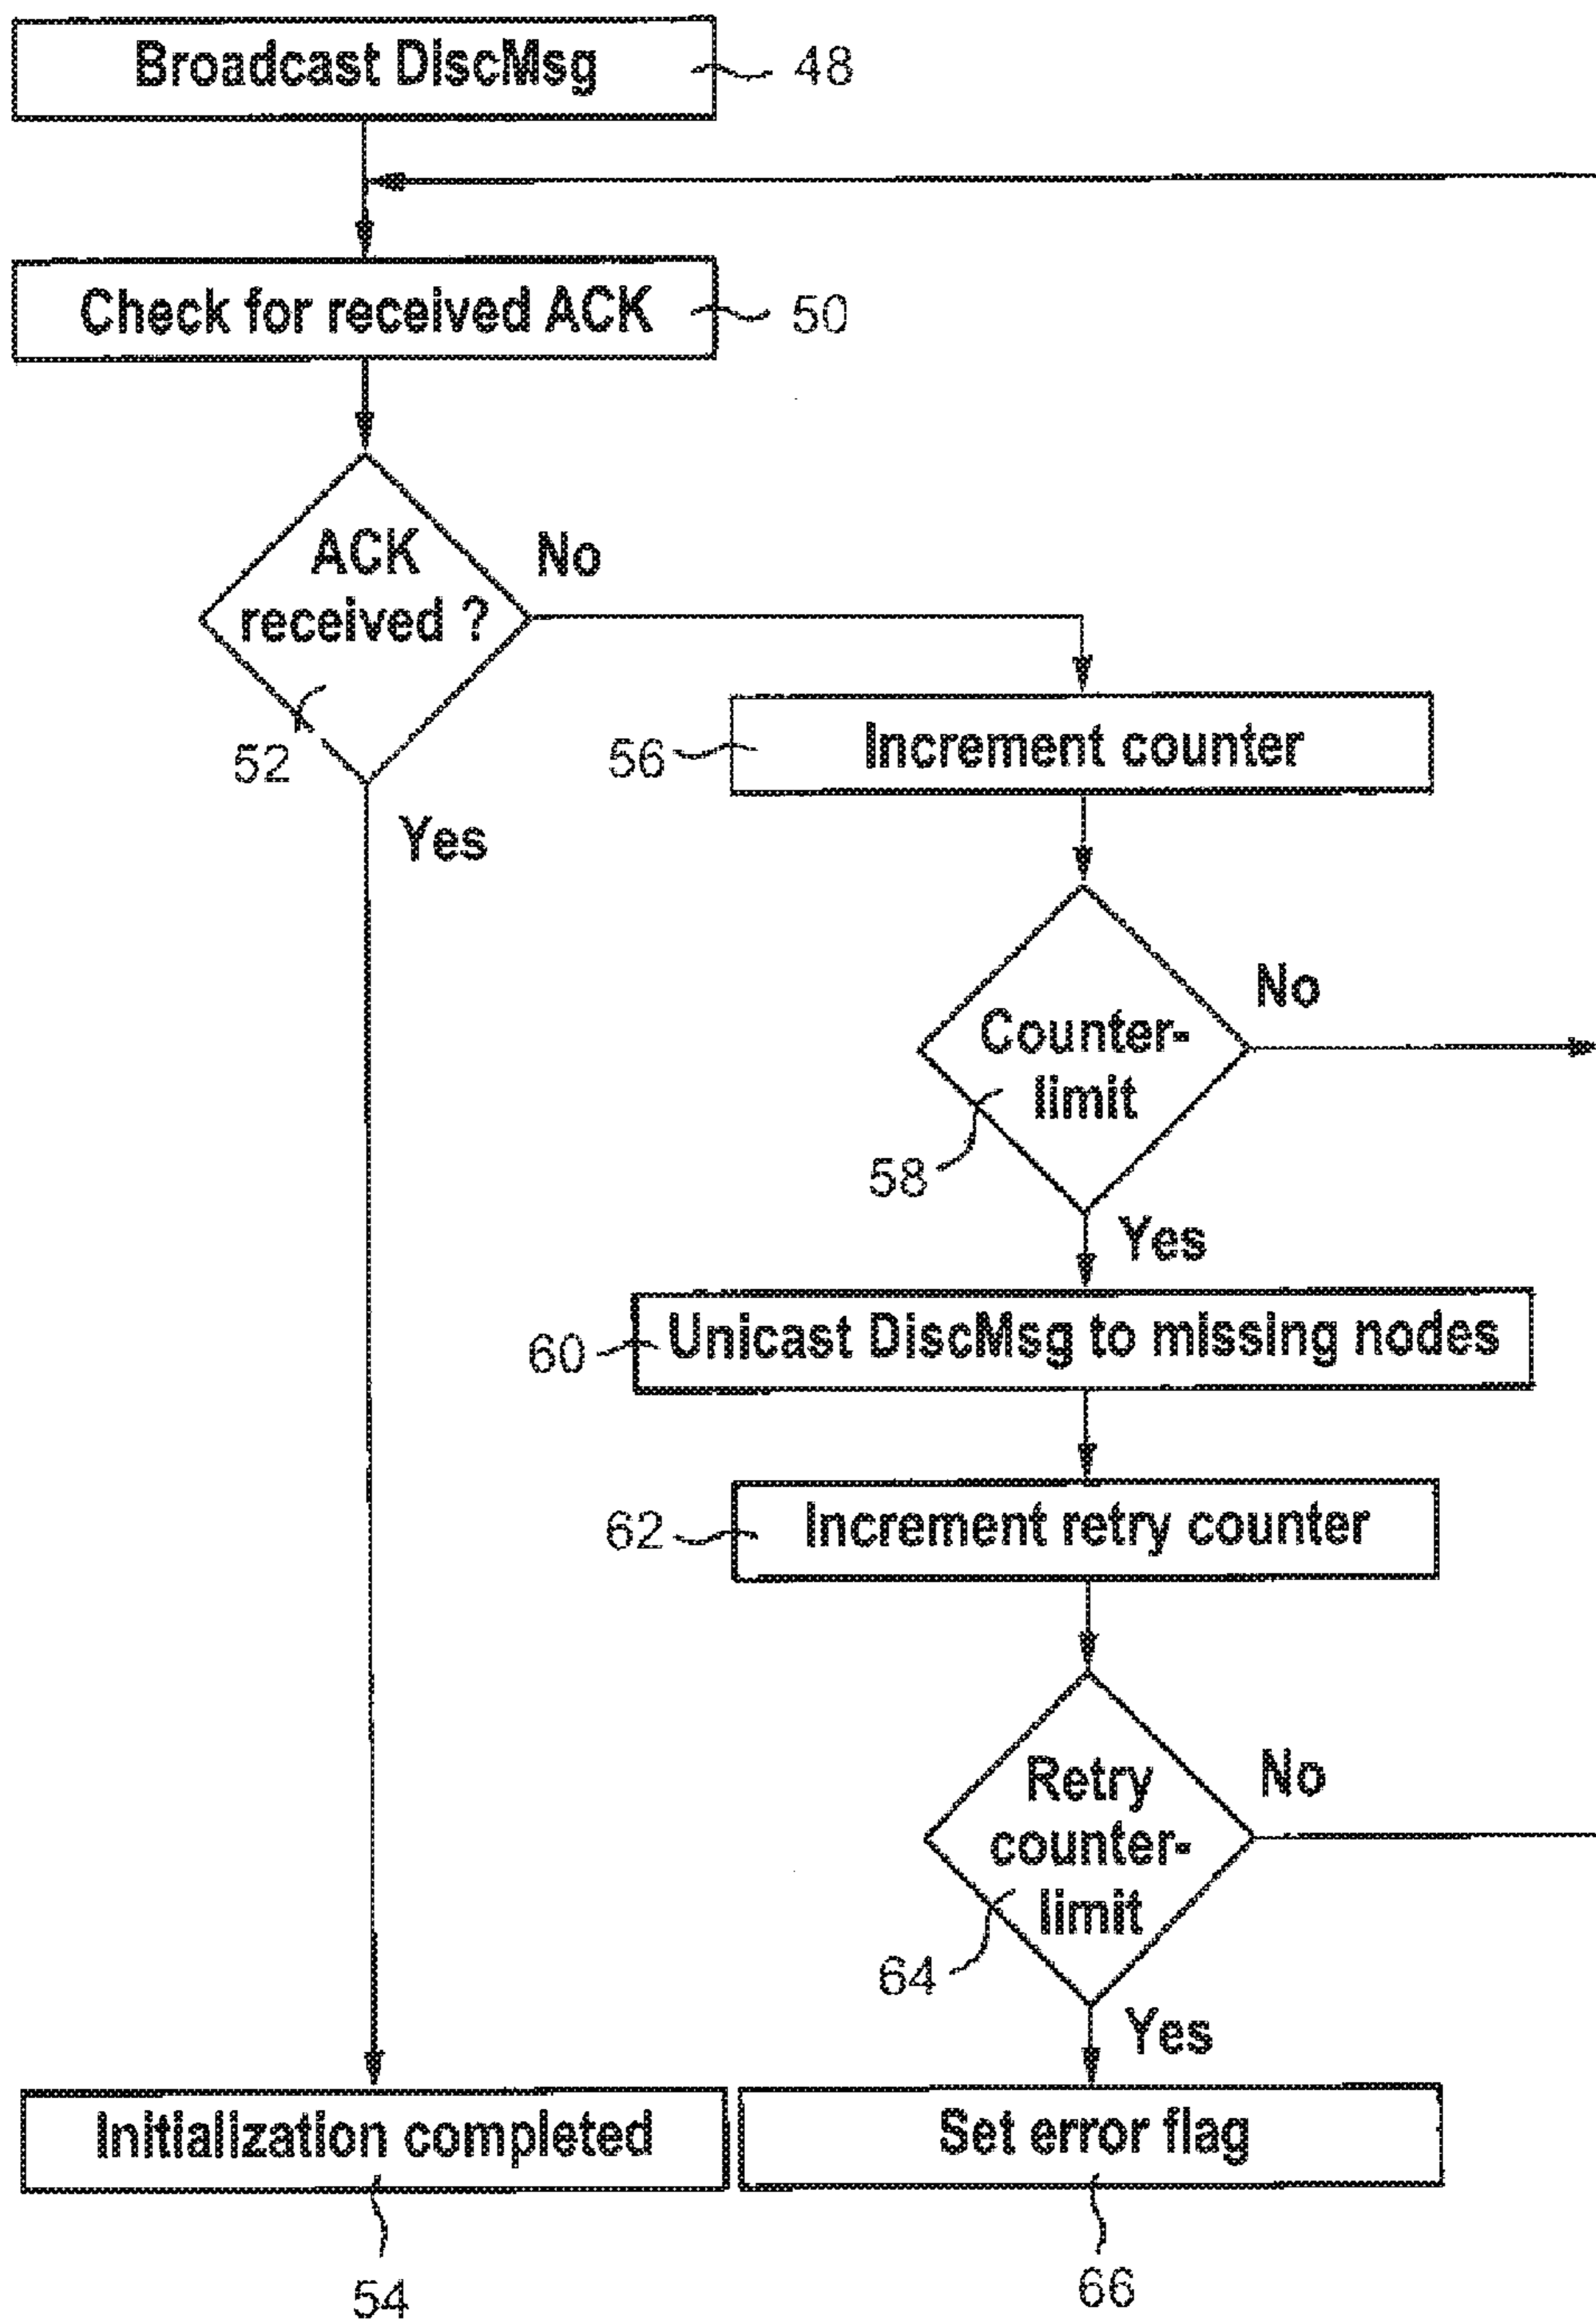 Broadcast DiscMsg
48
Check for received ACK
50
ACK
received ?
No
52
Yes
56
Increment counter
Counter-
limit
No
58
Yes
60
Unicast DiscMsg to missing nodes
62
Increment retry counter
Retry
counter-
limit
No
64
Yes
Initialization completed
Set error flag
54
66